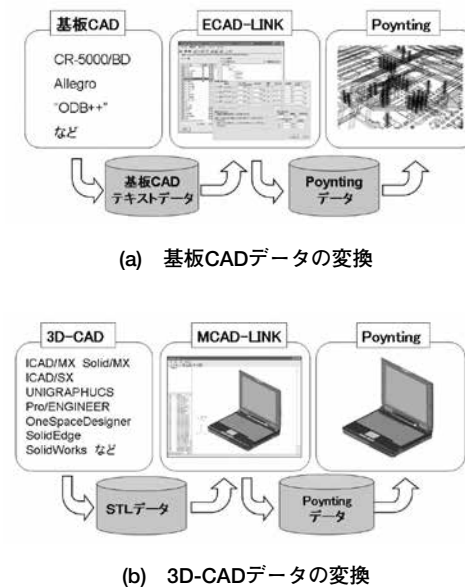 基板CAD
ECAD-LINK
Poynting
CR-5000/BD
Allegro
"ODB++"
など
基板CAD
テキストデータ
Poynting
データ
(a) 基板CADデータの変換
3D-CAD
MCAD-LINK
Poynting
ICAD/MX Solid/MX
ICAD/SX
UNIGRAPHUCS
Pro/ENGINEER
OneSpaceDesigner
SolidEdge
SolidWorks など
STLデータ
Poynting
データ
(b) 3D-CADデータの変換